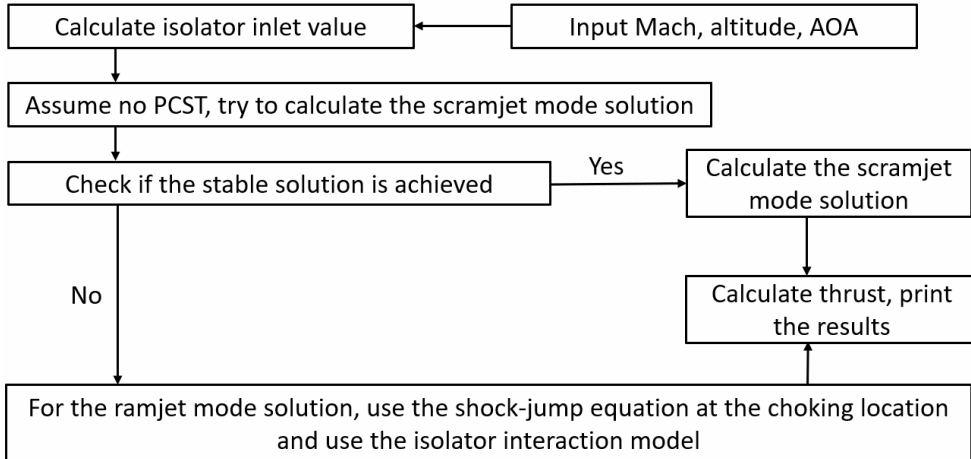 Input Mach, altitude, AOA
Calculate isolator inlet value
Assume no PCST, try to calculate the scramjet mode solution
Check if the stable solution is achieved
Yes
Calculate the scramjet
mode solution
No
Calculate thrust, print
the results
For the ramjet mode solution, use the shock-jump equation at the choking location
and use the isolator interaction model